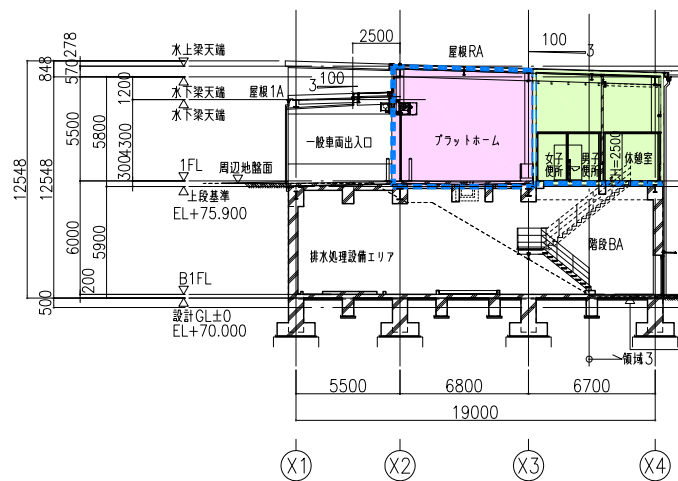 2500
屋根RA
100
3
水上梁天端
278
570
848
100
3
屋根1A
水下梁天端
水下梁天端
1200
5500
5800
4300
300
一般車両出入口
プラットホーム
女子便所
男子便所
CH=2500
休憩室
1FL
周辺地盤面
12548
12548
上段基準
EL+75.900
6000
5900
200
排水処理設備エリア
階段BA
B1FL
500
設計GL±0
EL+70.000
領域3
5500
6800
6700
19000
X1
X2
X3
X4